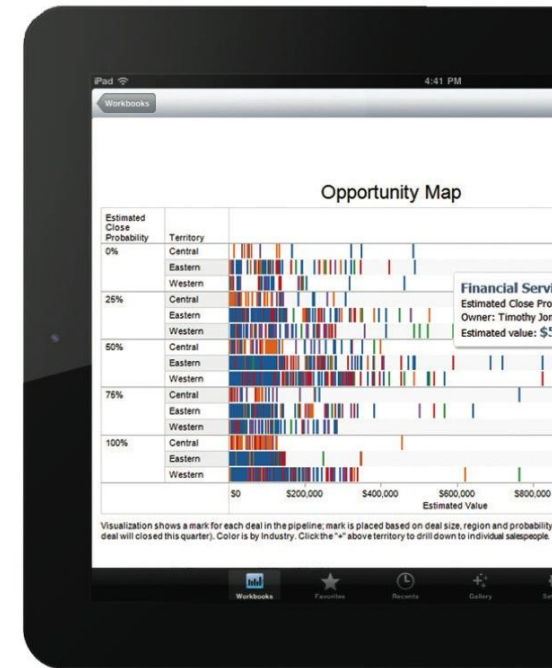 iPad 4:41 PM
Workbooks
Opportunity Map
Estimated
Close
Probability Territory
0% Central
Eastern
Western
25% Central
Eastern
Western
50% Central
Eastern
Western
75% Central
Eastern
Western
100% Central
Eastern
Western
Financial Servi
Estimated Close Pro
Owner: Timothy Jon
Estimated value: $5
$0 $200,000 $400,000 $600,000 $800,000
Estimated Value
Visualization shows a mark for each deal in the pipeline; mark is placed based on deal size, region and probability
deal will closed this quarter). Color is by Industry. Click the "+" above territory to drill down to individual salespeople.
Workbooks Favorites Recents Gallery Set